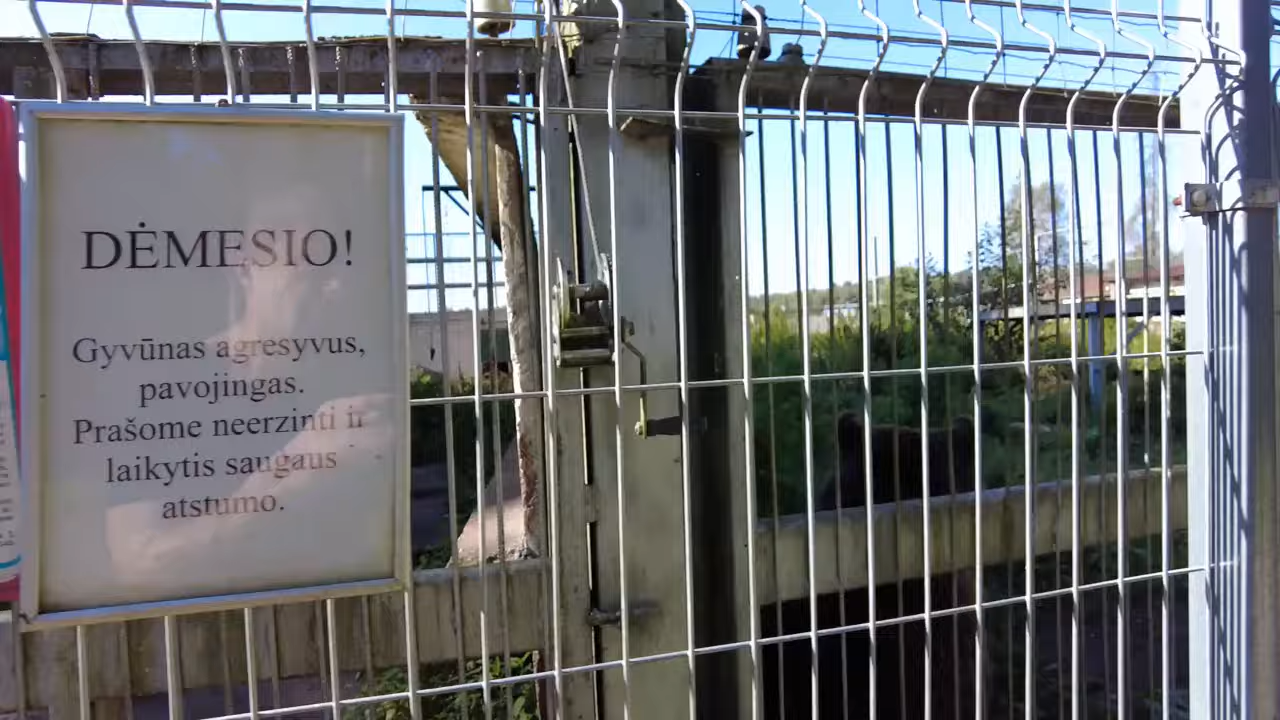 DĖMESIO!
Gyvūnas agresyvus,
pavojingas.
Prašome neerzinti ir
laikytis saugaus
atstumo.